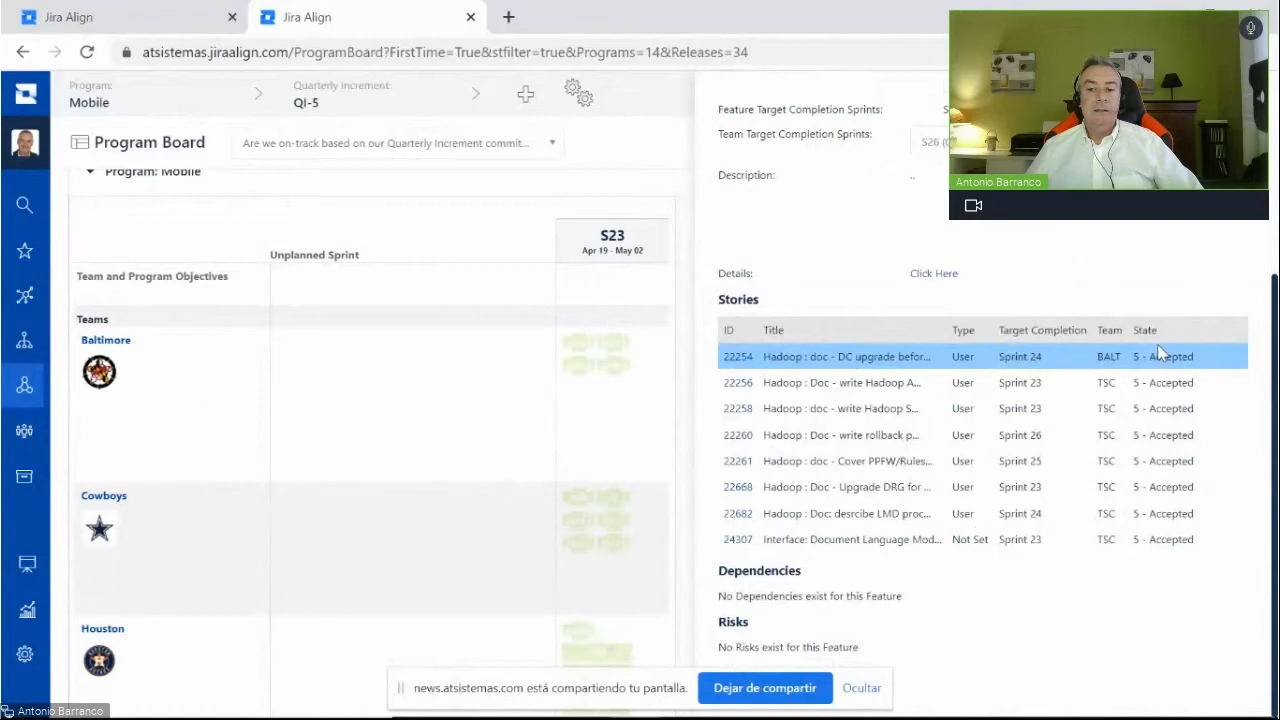 Jira Align
Jira Align
atsistemas.jiraalign.com/ProgramBoard?FirstTime=True&stfilter=true&Programs=14&Releases=34
Program:
Mobile
Quarterly Increment:
QI-5
Program Board
Are we on-track based on our Quarterly Increment commit...
Program: Mobile
S23
Apr 19 - May 02
Unplanned Sprint
Team and Program Objectives
Teams
Baltimore
Cowboys
Houston
Feature Target Completion Sprints:
Team Target Completion Sprints:
S26
Description:
..
Details:
Click Here
Stories
ID Title Type Target Completion Team State
22254 Hadoop : doc - DC upgrade befor... User Sprint 24 BALT 5 - Accepted
22256 Hadoop : Doc - write Hadoop A... User Sprint 23 TSC 5 - Accepted
22258 Hadoop : doc - write Hadoop S... User Sprint 23 TSC 5 - Accepted
22260 Hadoop : Doc - write rollback p... User Sprint 26 TSC 5 - Accepted
22261 Hadoop : doc - Cover PPFW/Rules... User Sprint 25 TSC 5 - Accepted
22668 Hadoop : Doc - Upgrade DRG for ... User Sprint 23 TSC 5 - Accepted
22682 Hadoop : Doc: desrcibe LMD proc... User Sprint 24 TSC 5 - Accepted
24307 Interface: Document Language Mod... Not Set Sprint 23 TSC 5 - Accepted
Dependencies
No Dependencies exist for this Feature
Risks
No Risks exist for this Feature
news.atsistemas.com está compartiendo tu pantalla.
Dejar de compartir
Ocultar
Antonio Barranco
Antonio Barranco